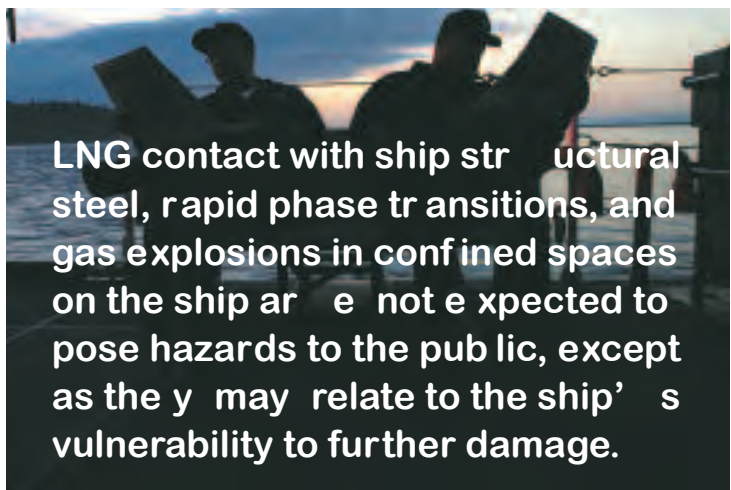 LNG contact with ship structural
steel, rapid phase transitions, and
gas explosions in confined spaces
on the ship are not expected to
pose hazards to the public, except
as they may relate to the ship's
vulnerability to further damage.